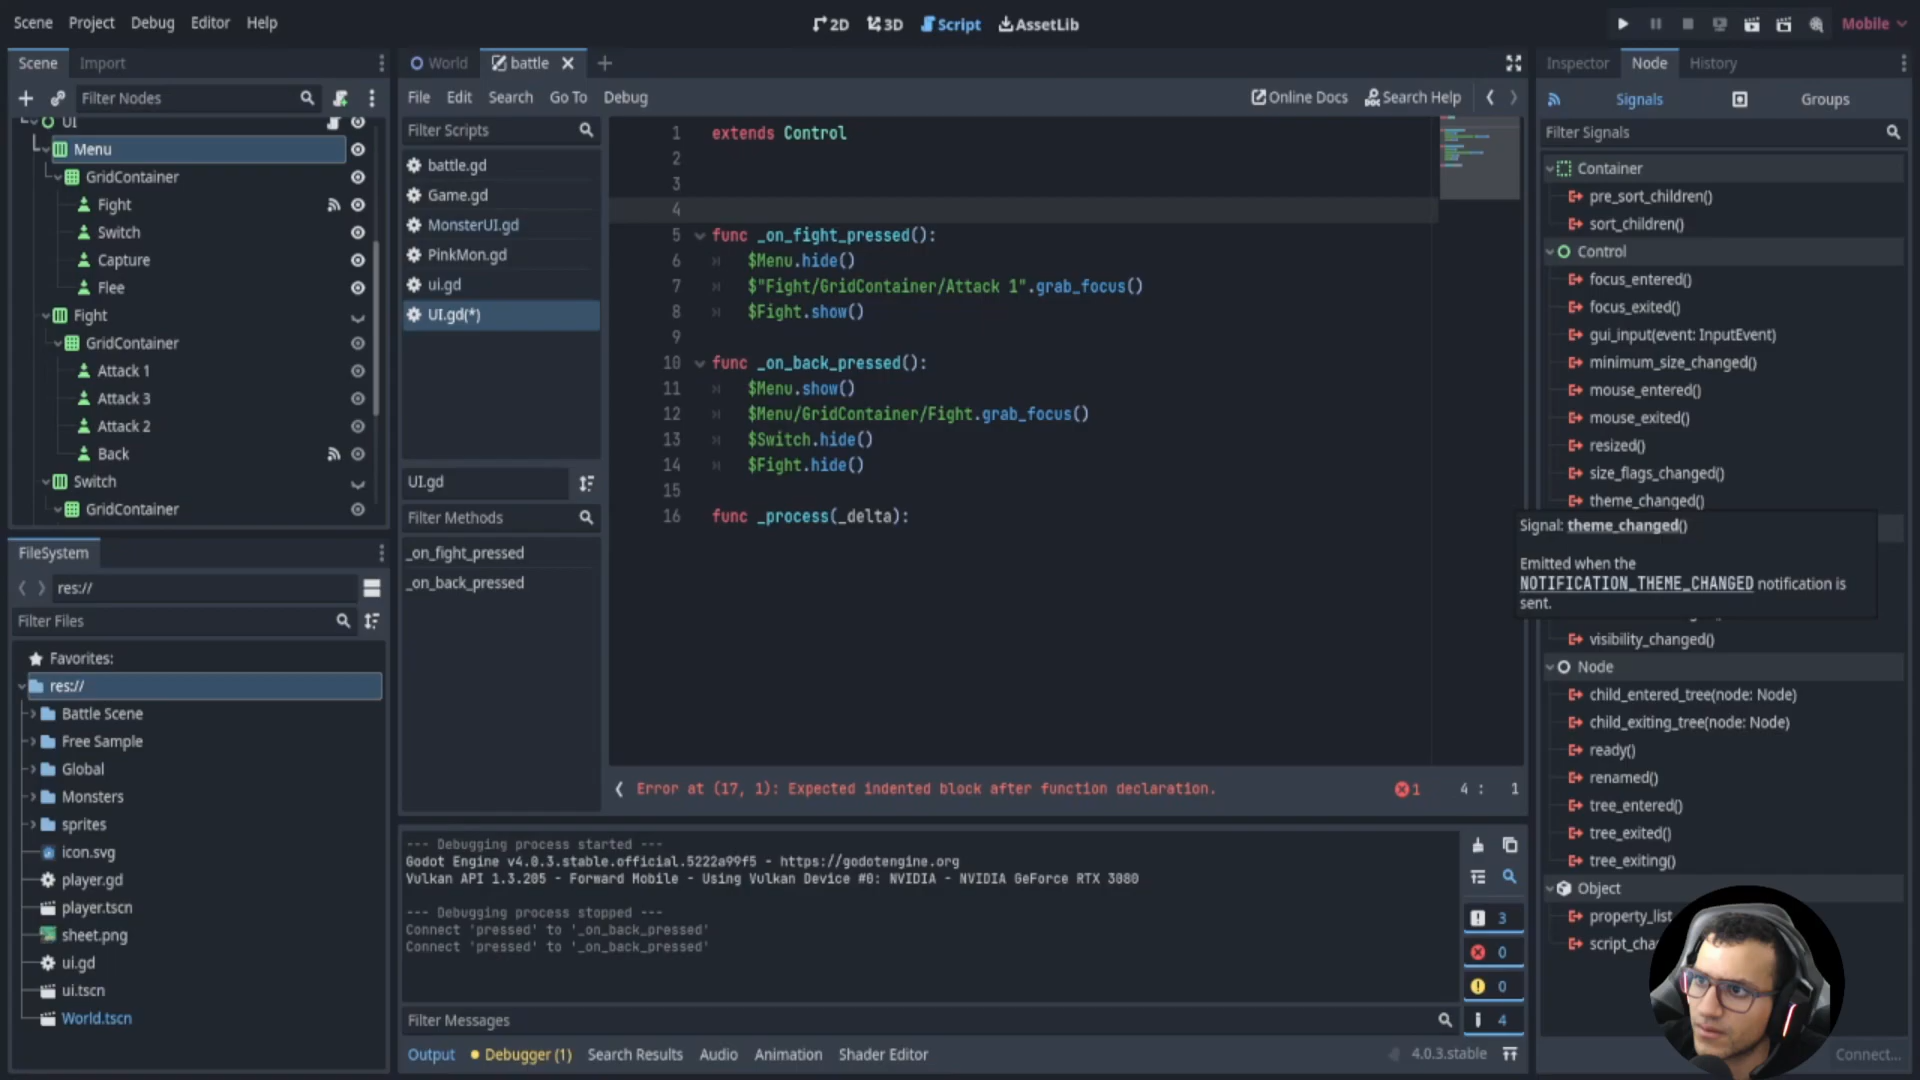 Scene Project Debug Editor Help
2D 3D Script AssetLib
Mobile
Scene Import
Filter Nodes
UI
Menu
GridContainer
Fight
Switch
Capture
Flee
Fight
GridContainer
Attack 1
Attack 3
Attack 2
Back
Switch
GridContainer
FileSystem
res://
Filter Files
Favorites:
res://
Battle Scene
Free Sample
Global
Monsters
sprites
icon.svg
player.gd
player.tscn
sheet.png
ui.gd
ui.tscn
World.tscn
World battle
File Edit Search Go To Debug
Online Docs Search Help
Filter Scripts
battle.gd
Game.gd
MonsterUI.gd
PinkMon.gd
ui.gd
UI.gd(*)
UI.gd
Filter Methods
_on_fight_pressed
_on_back_pressed
1 extends Control
2
3
4
5 func _on_fight_pressed():
6 $Menu.hide()
7 $"Fight/GridContainer/Attack 1".grab_focus()
8 $Fight.show()
9
10 func _on_back_pressed():
11 $Menu.show()
12 $Menu/GridContainer/Fight.grab_focus()
13 $Switch.hide()
14 $Fight.hide()
15
16 func _process(_delta):
Error at (17, 1): Expected indented block after function declaration.
1 4 : 1
--- Debugging process started ---
Godot Engine v4.0.3.stable.official.5222a99f5 - https://godotengine.org
Vulkan API 1.3.205 - Forward Mobile - Using Vulkan Device #0: NVIDIA - NVIDIA GeForce RTX 3080
--- Debugging process stopped ---
Connect 'pressed' to '_on_back_pressed'
Connect 'pressed' to '_on_back_pressed'
3
0
0
4
Filter Messages
Output Debugger (1) Search Results Audio Animation Shader Editor
4.0.3.stable
Inspector Node History
Signals Groups
Filter Signals
Container
pre_sort_children()
sort_children()
Control
focus_entered()
focus_exited()
gui_input(event: InputEvent)
minimum_size_changed()
mouse_entered()
mouse_exited()
resized()
size_flags_changed()
theme_changed()
Signal: theme_changed()
Emitted when the
NOTIFICATION_THEME_CHANGED notification is
sent.
visibility_changed()
Node
child_entered_tree(node: Node)
child_exiting_tree(node: Node)
ready()
renamed()
tree_entered()
tree_exited()
tree_exiting()
Object
property_list
script_cha
Connect...